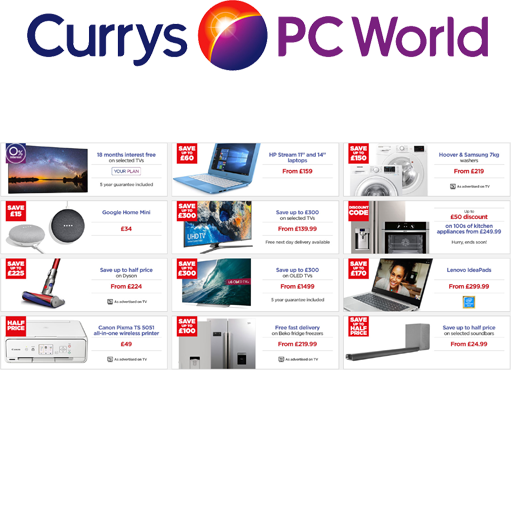 Currys PC World
0%
interest
18 months interest free
on selected TVs
YOUR PLAN
5 year guarantee included
SAVE
UP TO
£60
HP Stream 11" and 14"
laptops
From £159
SAVE
UP TO
£150
Hoover & Samsung 7kg
washers
From £219
As advertised on TV
SAVE
£15
Google Home Mini
£34
SAVE
UP TO
£300
UHD TV
Save up to £300
on selected TVs
From £139.99
Free next day delivery available
DISCOUNT
CODE
Up to
£50 discount
on 100s of kitchen
appliances from £249.99
Hurry, ends soon!
SAVE
UP TO
£225
Save up to half price
on Dyson
From £224
As advertised on TV
SAVE
UP TO
£300
Save up to £300
on OLED TVs
From £1499
5 year guarantee included
SAVE
UP TO
£170
Lenovo IdeaPads
From £299.99
HALF
PRICE
Canon Pixma TS 5051
all-in-one wireless printer
£49
As advertised on TV
SAVE
UP TO
£100
Free fast delivery
on Beko fridge freezers
From £219.99
As advertised on TV
UP TO
HALF
PRICE
Save up to half price
on selected soundbars
From £24.99